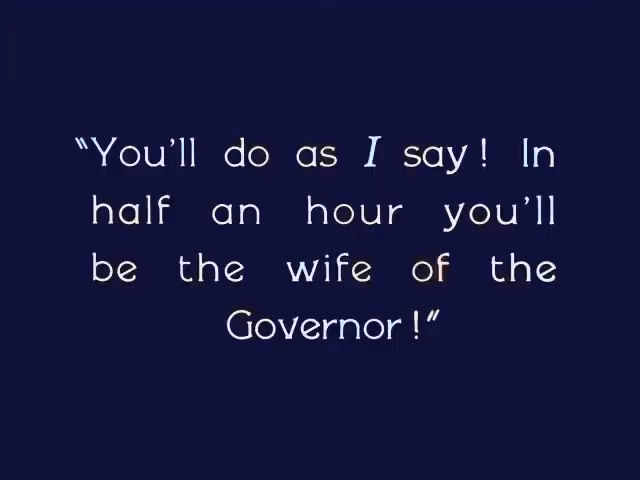 "You'll do as I say! In
half an hour you'll
be the wife of the
Governor!"